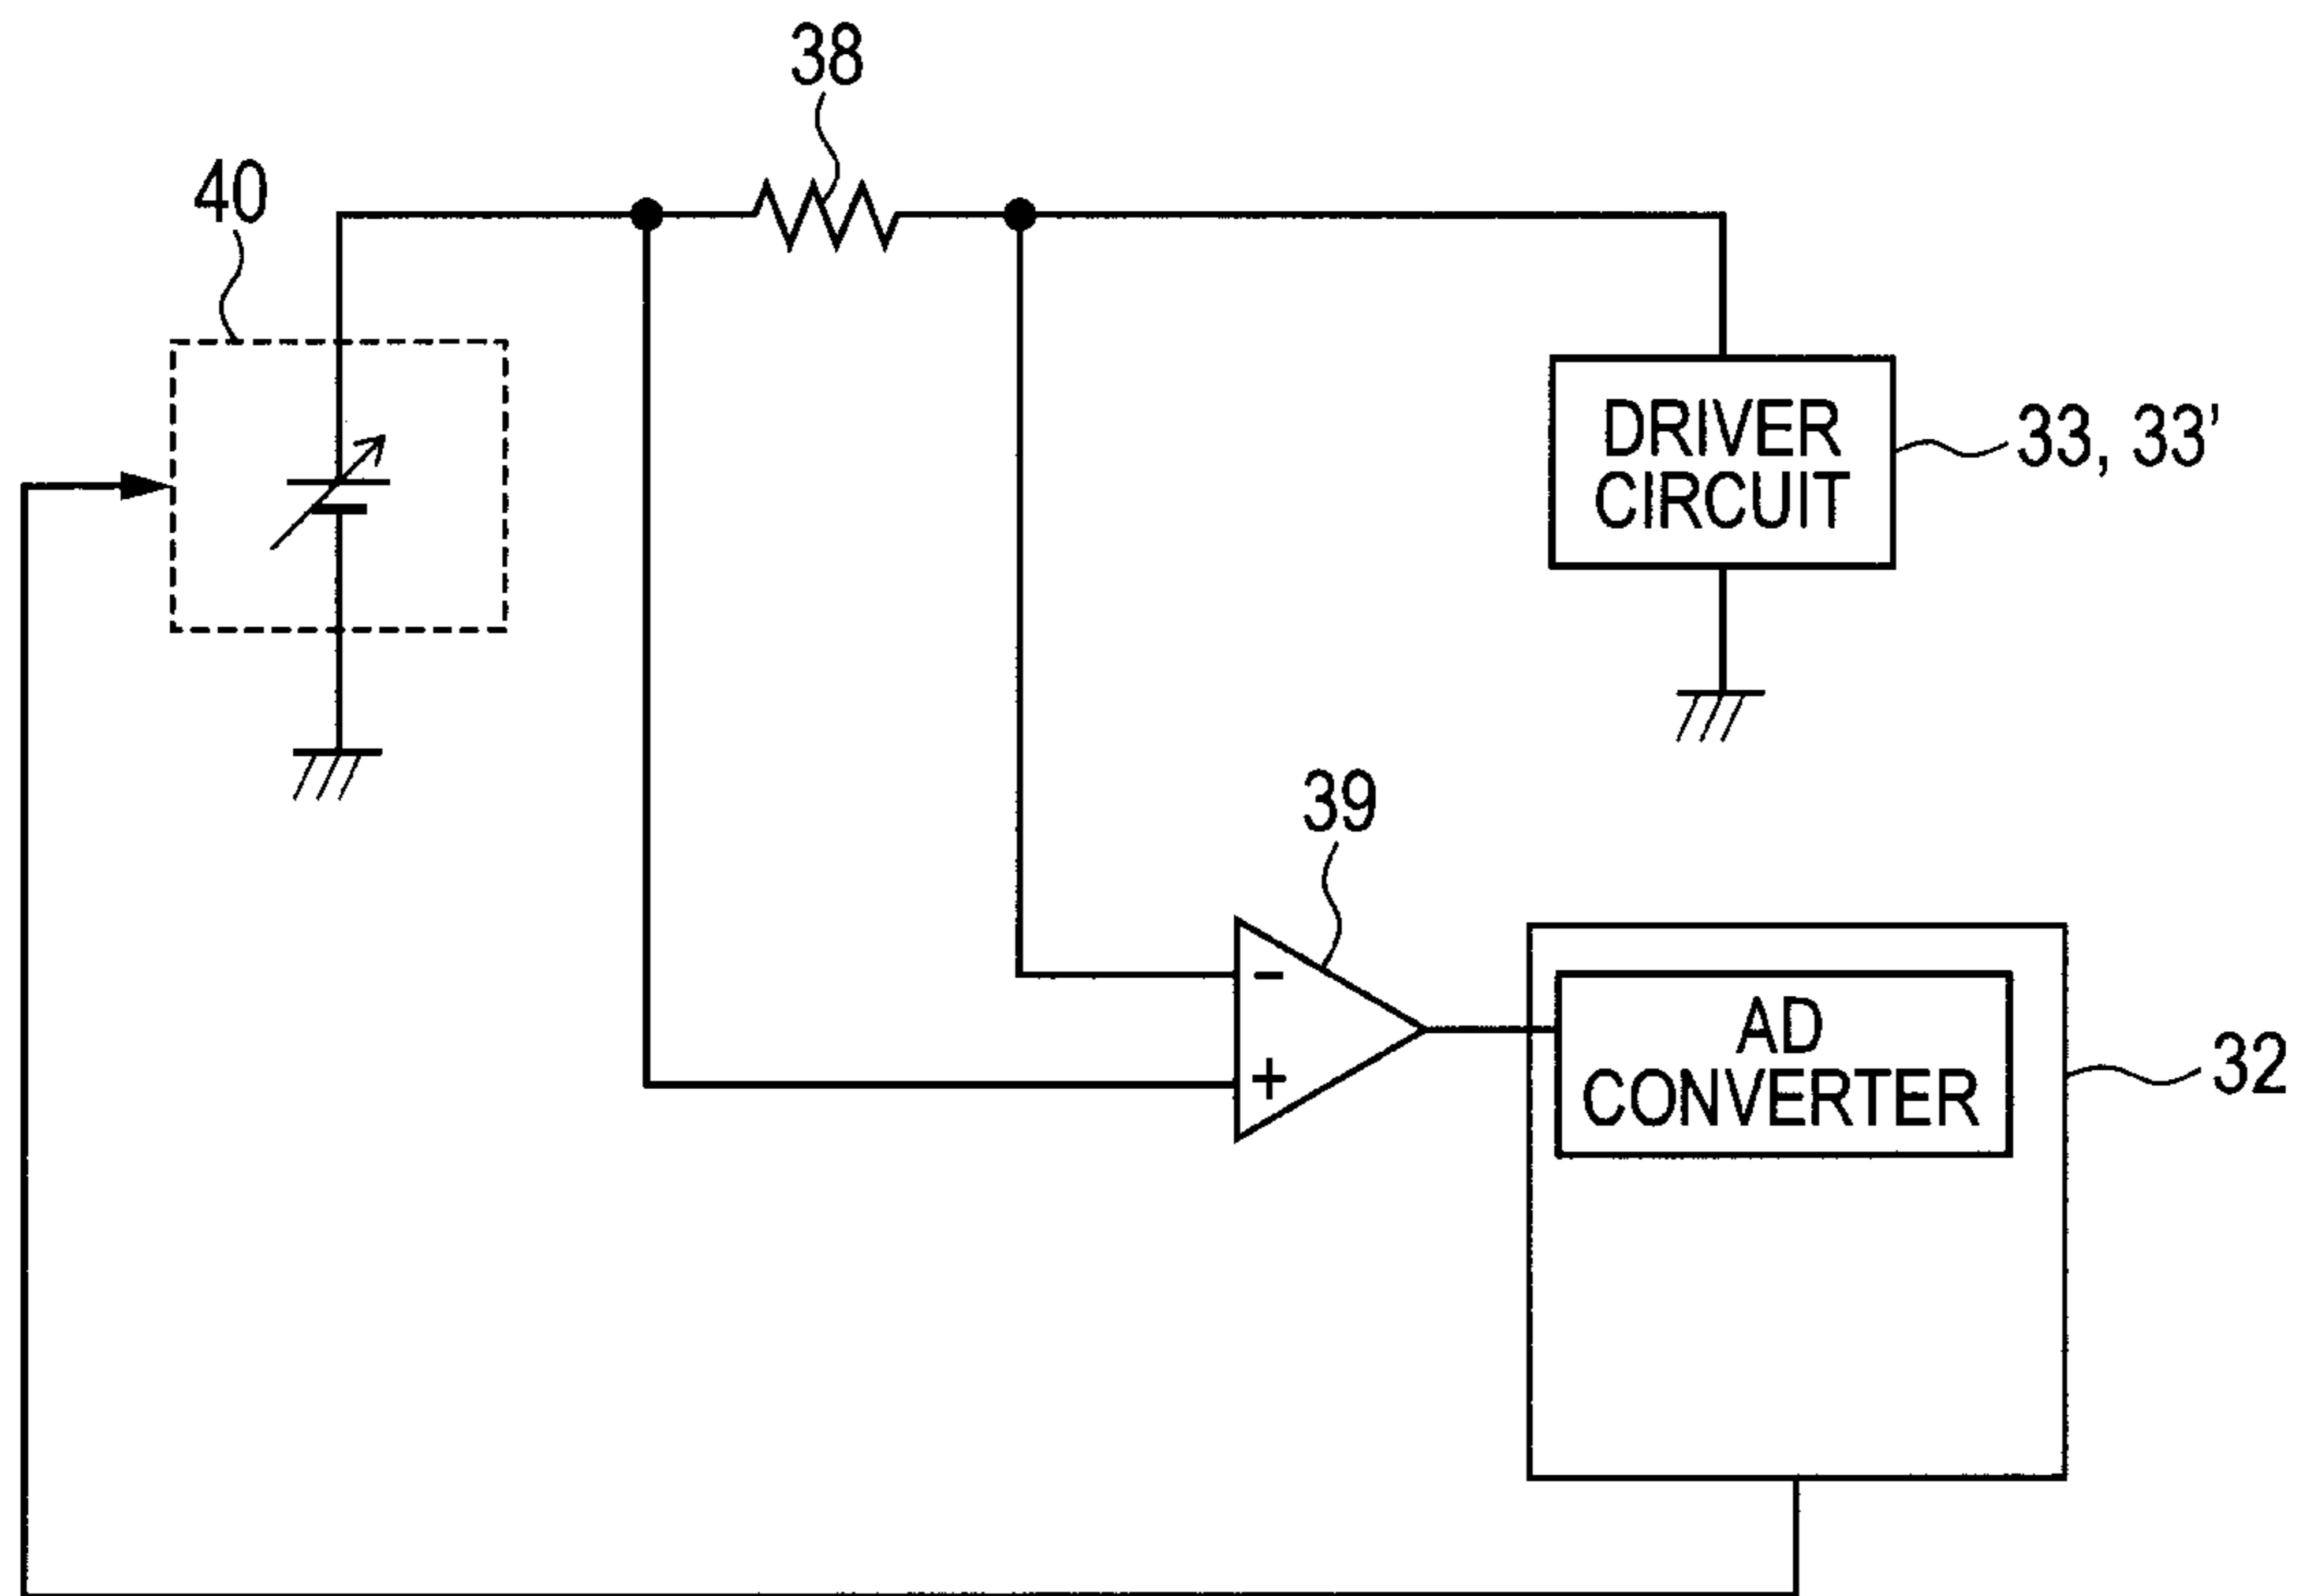 38
40
DRIVER
CIRCUIT
33, 33'
39
-
+
AD
CONVERTER
32